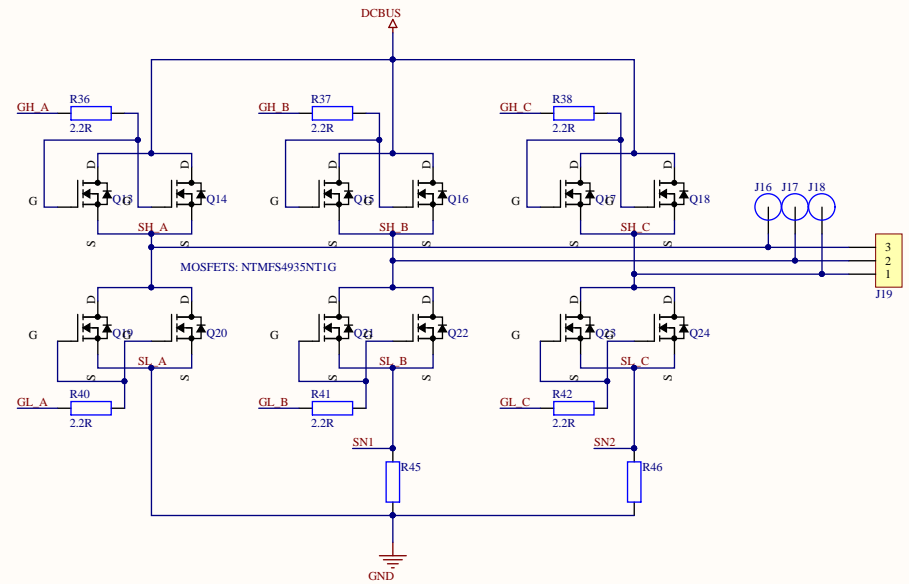 DCBUS
R36 R37 R38
GH_A GH_B GH_C
2.2R 2.2R 2.2R
D D D D D D
J16 J17 J18
G Q13 G Q14 G Q15 G Q16 G Q17 G Q18
SH_A SH_B SH_C
S S S S S S
3
MOSFETS: NTMFS4935NT1G
2
1
J19
D D D D D D
G Q19 G Q20 G Q21 G Q22 G Q23 G Q24
SL_A SL_B SL_C
S S S S S S
R40 R41 R42
GL_A GL_B GL_C
2.2R 2.2R 2.2R
SN1 SN2
R45 R46
GND